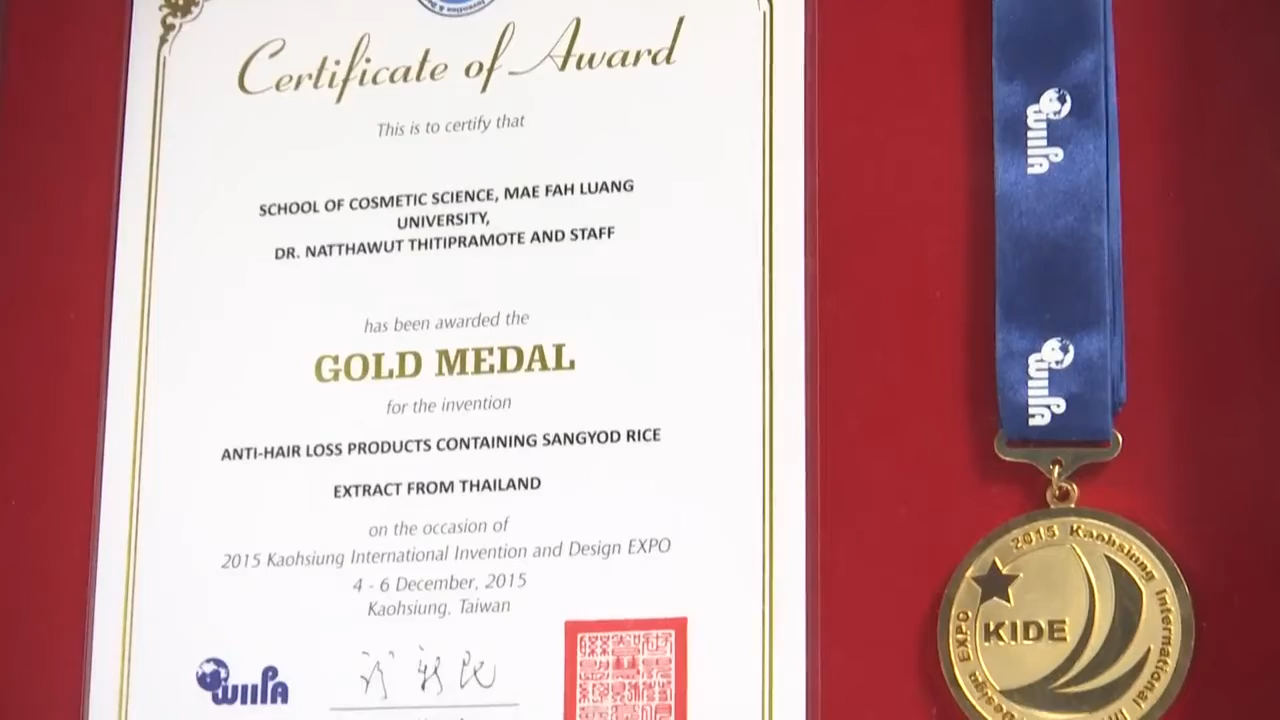 Certificate of Award
This is to certify that
SCHOOL OF COSMETIC SCIENCE, MAE FAH LUANG
UNIVERSITY,
DR. NATTHAWUT THITIPRAMOTE AND STAFF
has been awarded the
GOLD MEDAL
for the invention
ANTI-HAIR LOSS PRODUCTS CONTAINING SANGYOD RICE
EXTRACT FROM THAILAND
on the occasion of
2015 Kaohsiung International Invention and Design EXPO
4 - 6 December, 2015
Kaohsiung, Taiwan
WIIPA
WIIPA
WIIPA
2015 Kaohsiung International
Design EXPO
KIDE